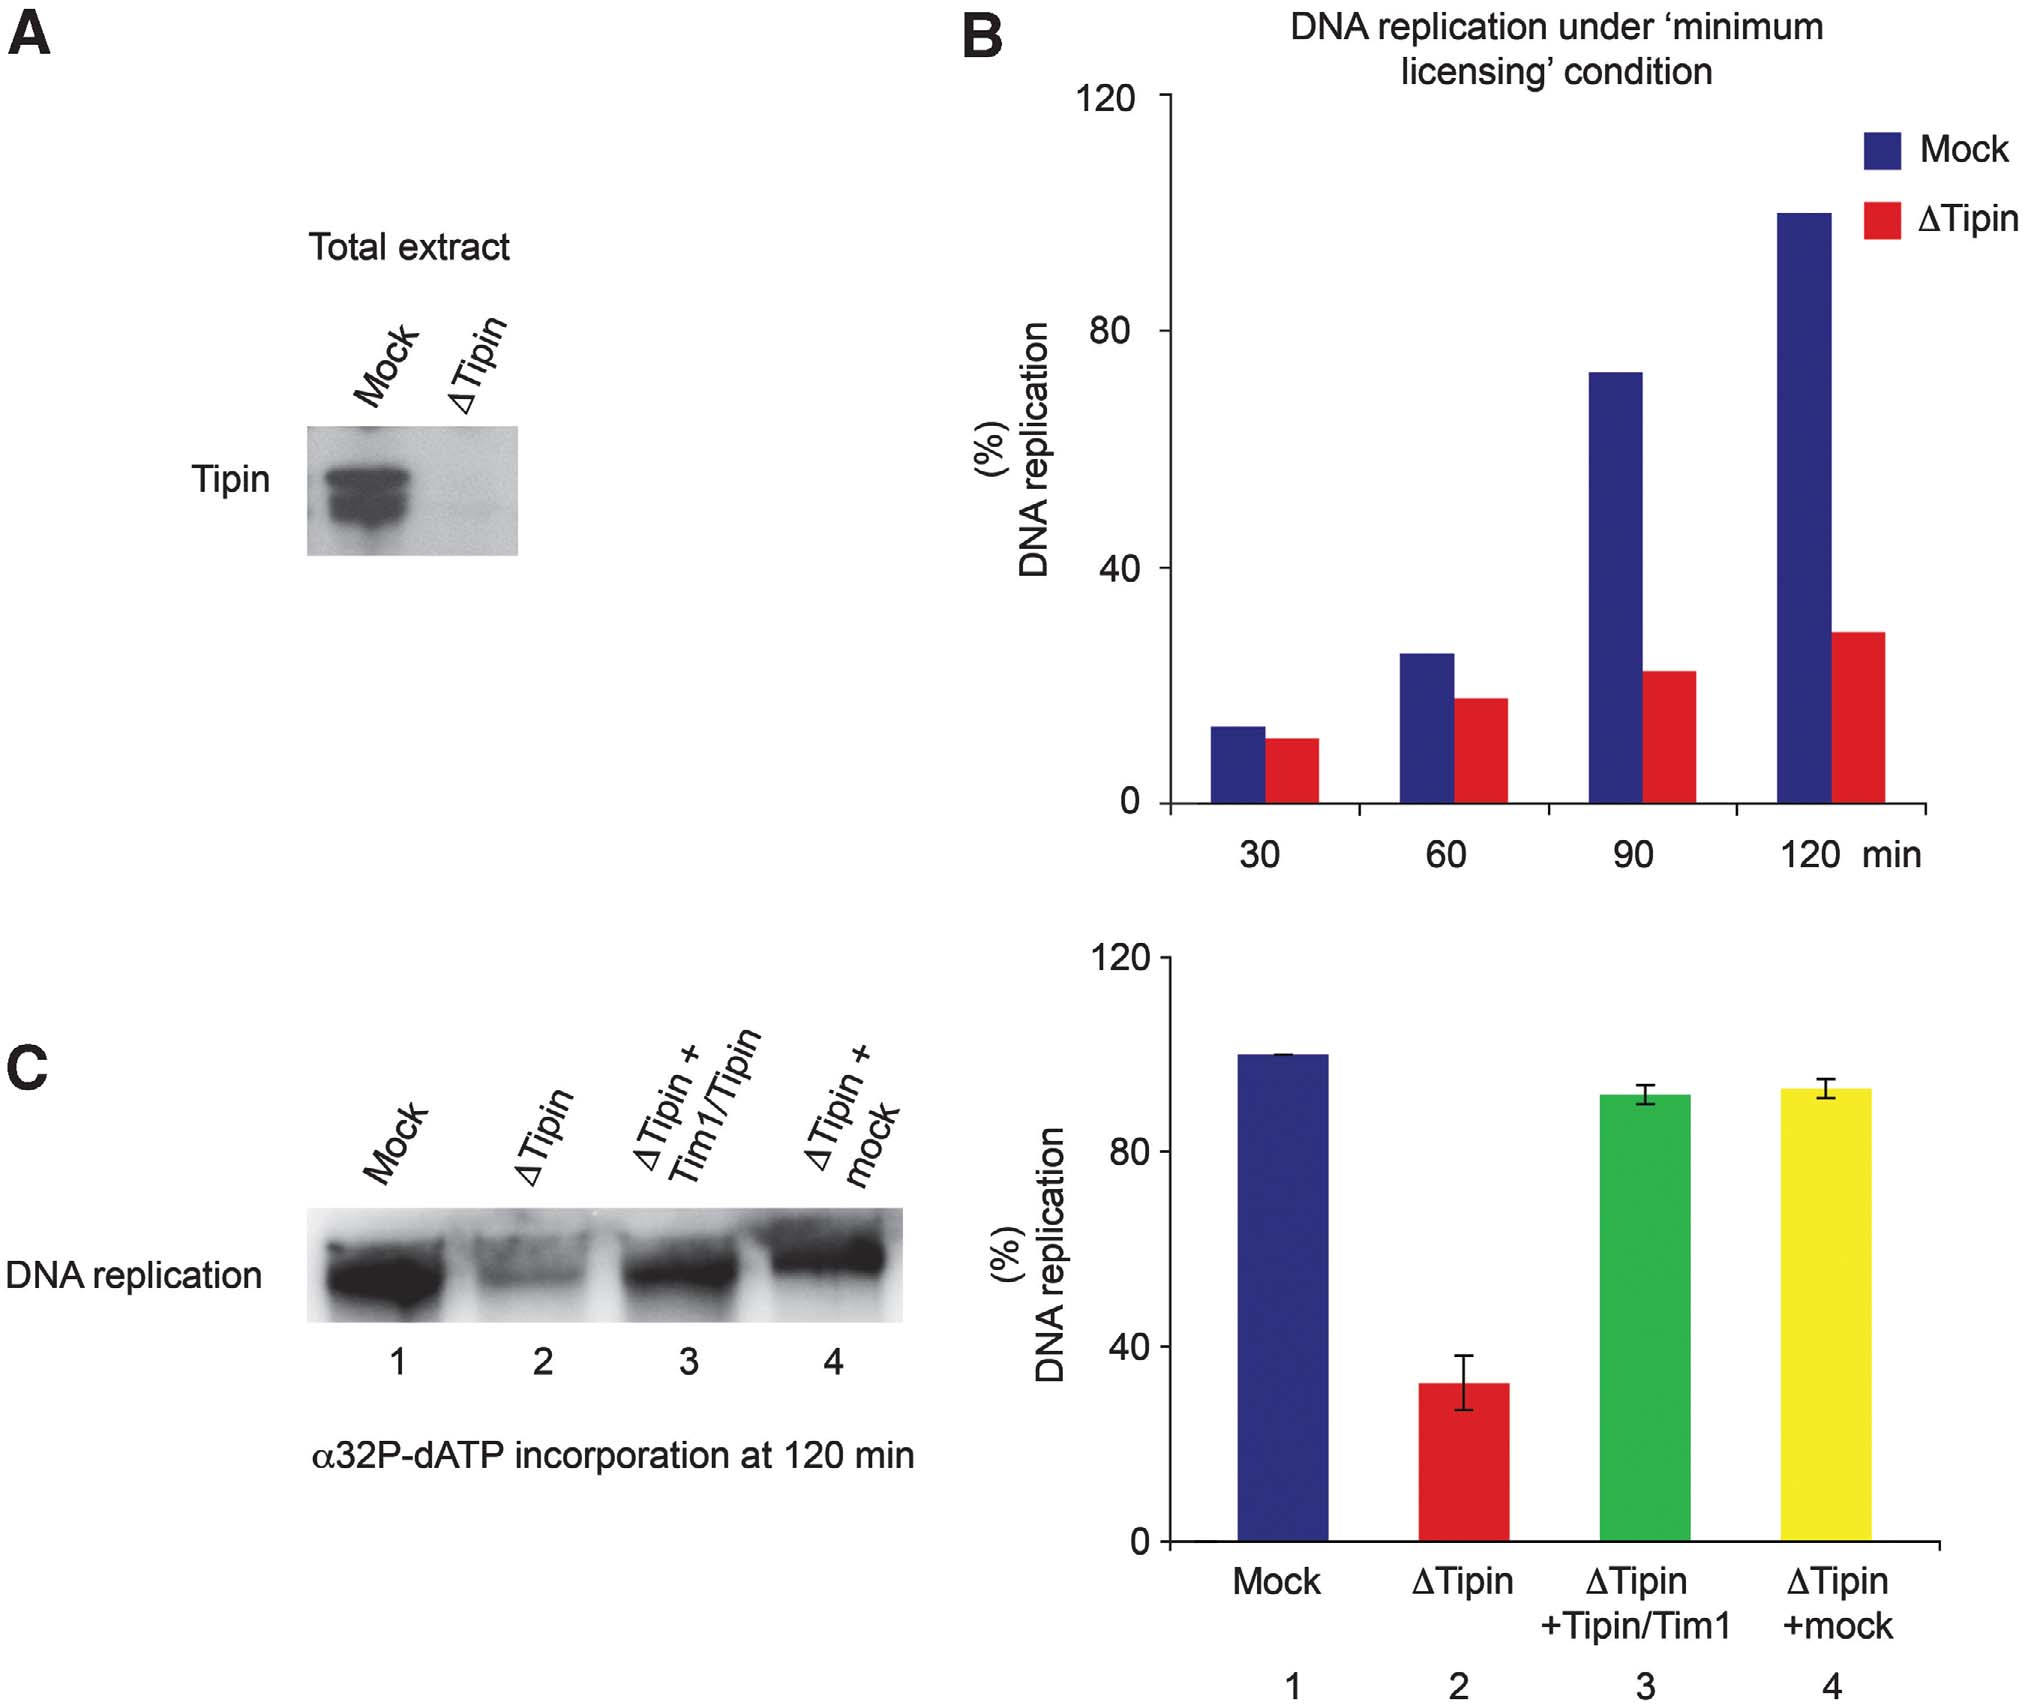 A
Total extract
Mock
ΔTipin
Tipin
B
DNA replication under ‘minimum
licensing’ condition
120
80
40
0
(%)
DNA replication
Mock
ΔTipin
30 60 90 120 min
C
Mock
ΔTipin
ΔTipin +
Tim1/Tipin
ΔTipin +
mock
DNA replication
1 2 3 4
α32P-dATP incorporation at 120 min
120
80
40
0
(%)
DNA replication
Mock ΔTipin ΔTipin ΔTipin
+Tipin/Tim1 +mock
1 2 3 4